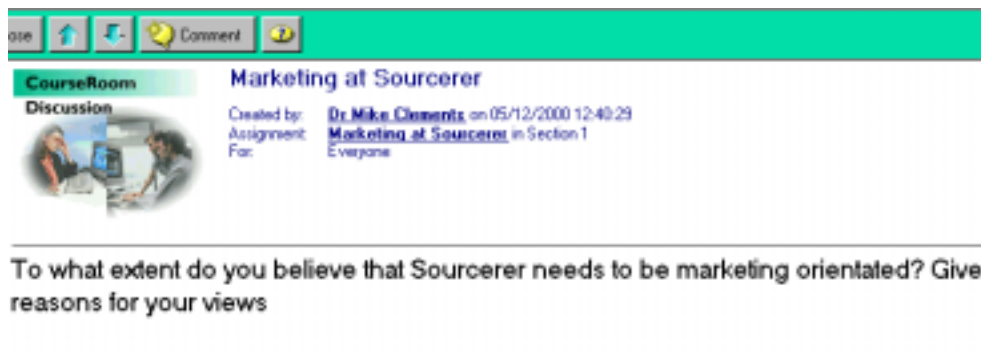 ose Comment ?
CourseRoom
Discussion
Marketing at Sourcerer
Created by: Dr Mike Clements on 05/12/2000 12:40:29
Assignment: Marketing at Sourcerer in Section 1
For: Everyone
To what extent do you believe that Sourcerer needs to be marketing orientated? Give
reasons for your views